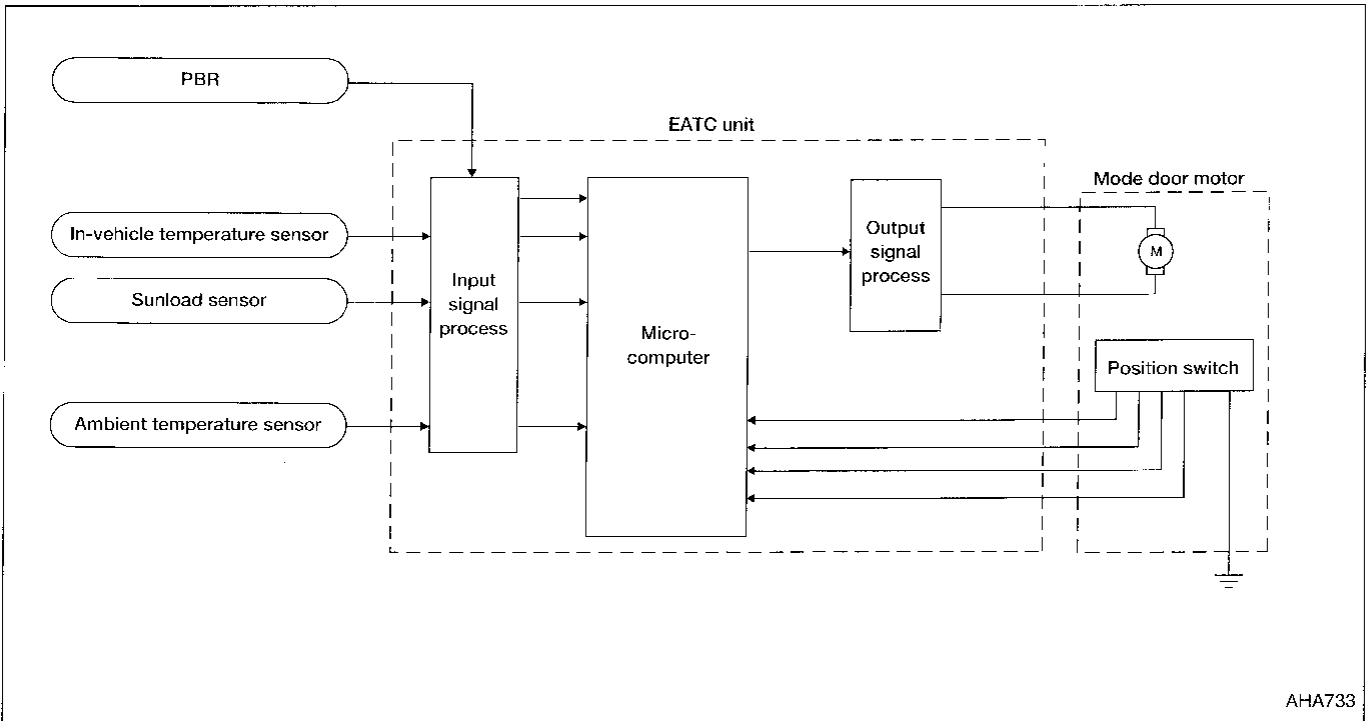 PBR
EATC unit
Mode door motor
In-vehicle temperature sensor
Sunload sensor
Ambient temperature sensor
Input
signal
process
Micro-
computer
Output
signal
process
M
Position switch
AHA733